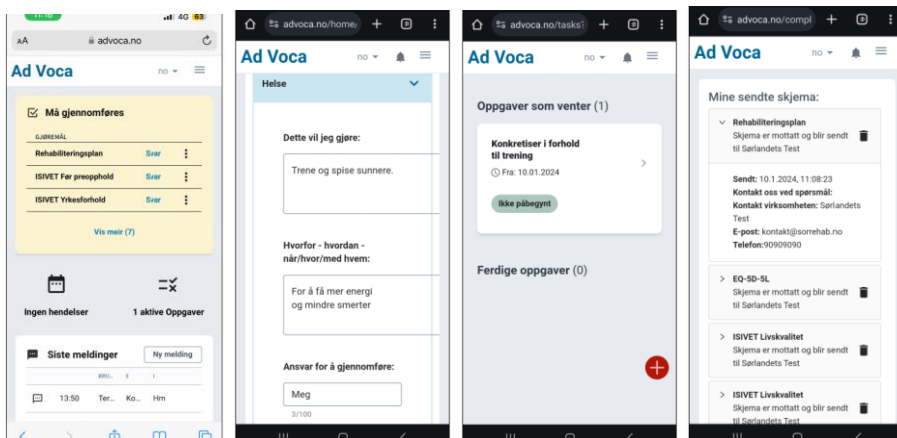 11:16
4G 63
AA advoca.no
Ad Voca no
Må gjennomføres
GJØREMÅL
Rehabiliteringsplan Svar
ISIVET Før preopphold Svar
ISIVET Yrkesforhold Svar
Vis meir (7)
Ingen hendelser 1 aktive Oppgaver
Siste meldinger Ny melding
13:50 Ter... Ko... Hm
advoca.no/home/
Ad Voca no
Helse
Dette vil jeg gjøre:
Trene og spise sunnere.
Hvorfor - hvordan -
når/hvor/med hvem:
For å få mer energi
og mindre smerter
Ansvar for å gjennomføre:
Meg
3/100
advoca.no/tasks?
Ad Voca no
Oppgaver som venter (1)
Konkretiser i forhold
til trening
Fra: 10.01.2024
Ikke påbegynt
Ferdige oppgaver (0)
advoca.no/compl
Ad Voca no
Mine sendte skjema:
Rehabiliteringsplan
Skjema er mottatt og blir sendt
til Sørlandets Test
Sendt: 10.1.2024, 11:08:23
Kontakt oss ved spørsmål:
Kontakt virksomheten: Sørlandets
Test
E-post: kontakt@sorrehab.no
Telefon:90909090
EQ-5D-5L
Skjema er mottatt og blir sendt
til Sørlandets Test
ISIVET Livskvalitet
Skjema er mottatt og blir sendt
til Sørlandets Test
ISIVET Livskvalitet
Skjema er mottatt og blir sendt
til Sørlandets Test